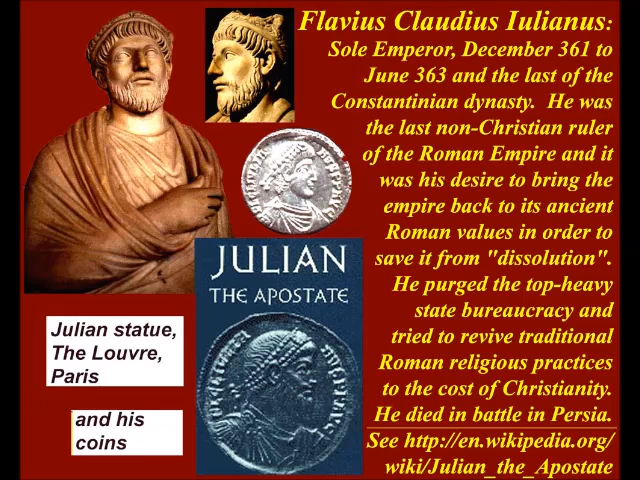 Flavius Claudius Iulianus:
Sole Emperor, December 361 to
June 363 and the last of the
Constantinian dynasty. He was
the last non-Christian ruler
of the Roman Empire and it
was his desire to bring the
empire back to its ancient
Roman values in order to
save it from "dissolution".
He purged the top-heavy
state bureaucracy and
tried to revive traditional
Roman religious practices
to the cost of Christianity.
He died in battle in Persia.
See http://en.wikipedia.org/
wiki/Julian_the_Apostate
JULIAN
THE APOSTATE
Julian statue,
The Louvre,
Paris
and his
coins